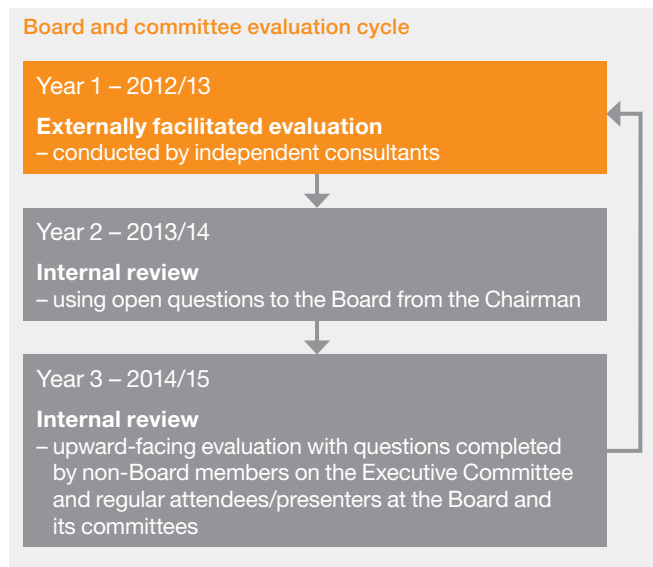 Board and committee evaluation cycle
Year 1 – 2012/13
Externally facilitated evaluation
– conducted by independent consultants
Year 2 – 2013/14
Internal review
– using open questions to the Board from the Chairman
Year 3 – 2014/15
Internal review
– upward-facing evaluation with questions completed
by non-Board members on the Executive Committee
and regular attendees/presenters at the Board and
its committees